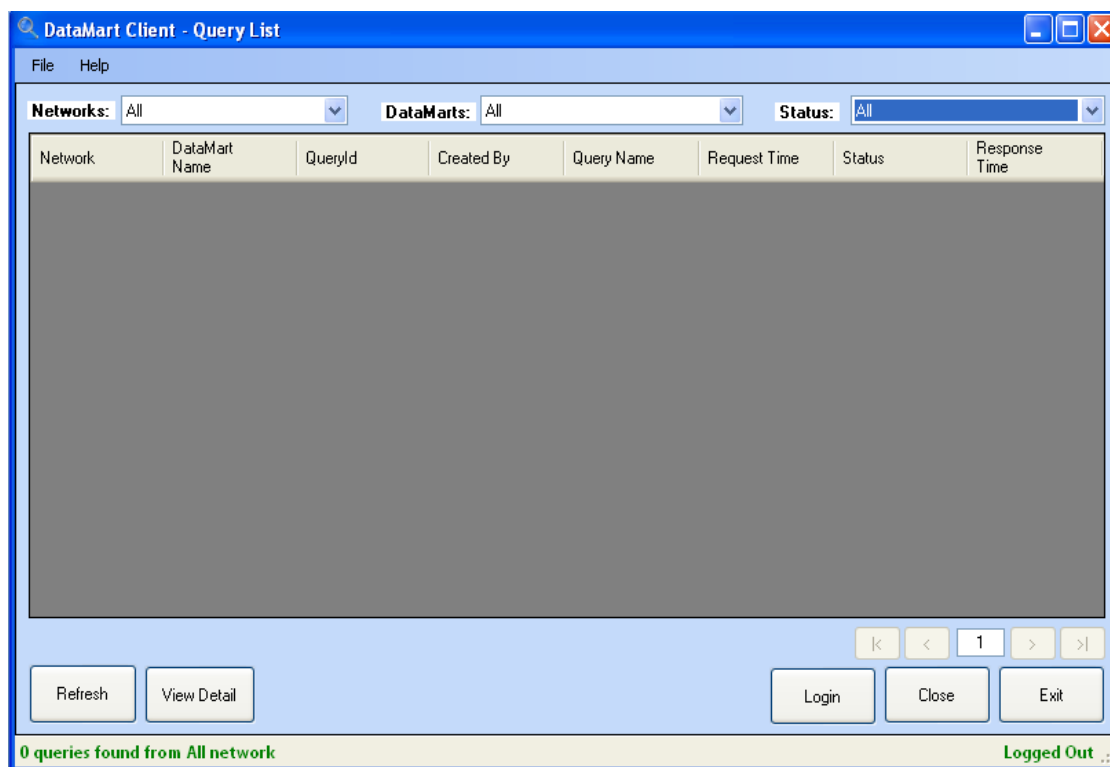 DataMart Client - Query List
File Help
Networks: All DataMarts: All Status: All
Network DataMart Name QueryId Created By Query Name Request Time Status Response Time
|< < 1 > >|
Refresh View Detail Login Close Exit
0 queries found from All network Logged Out